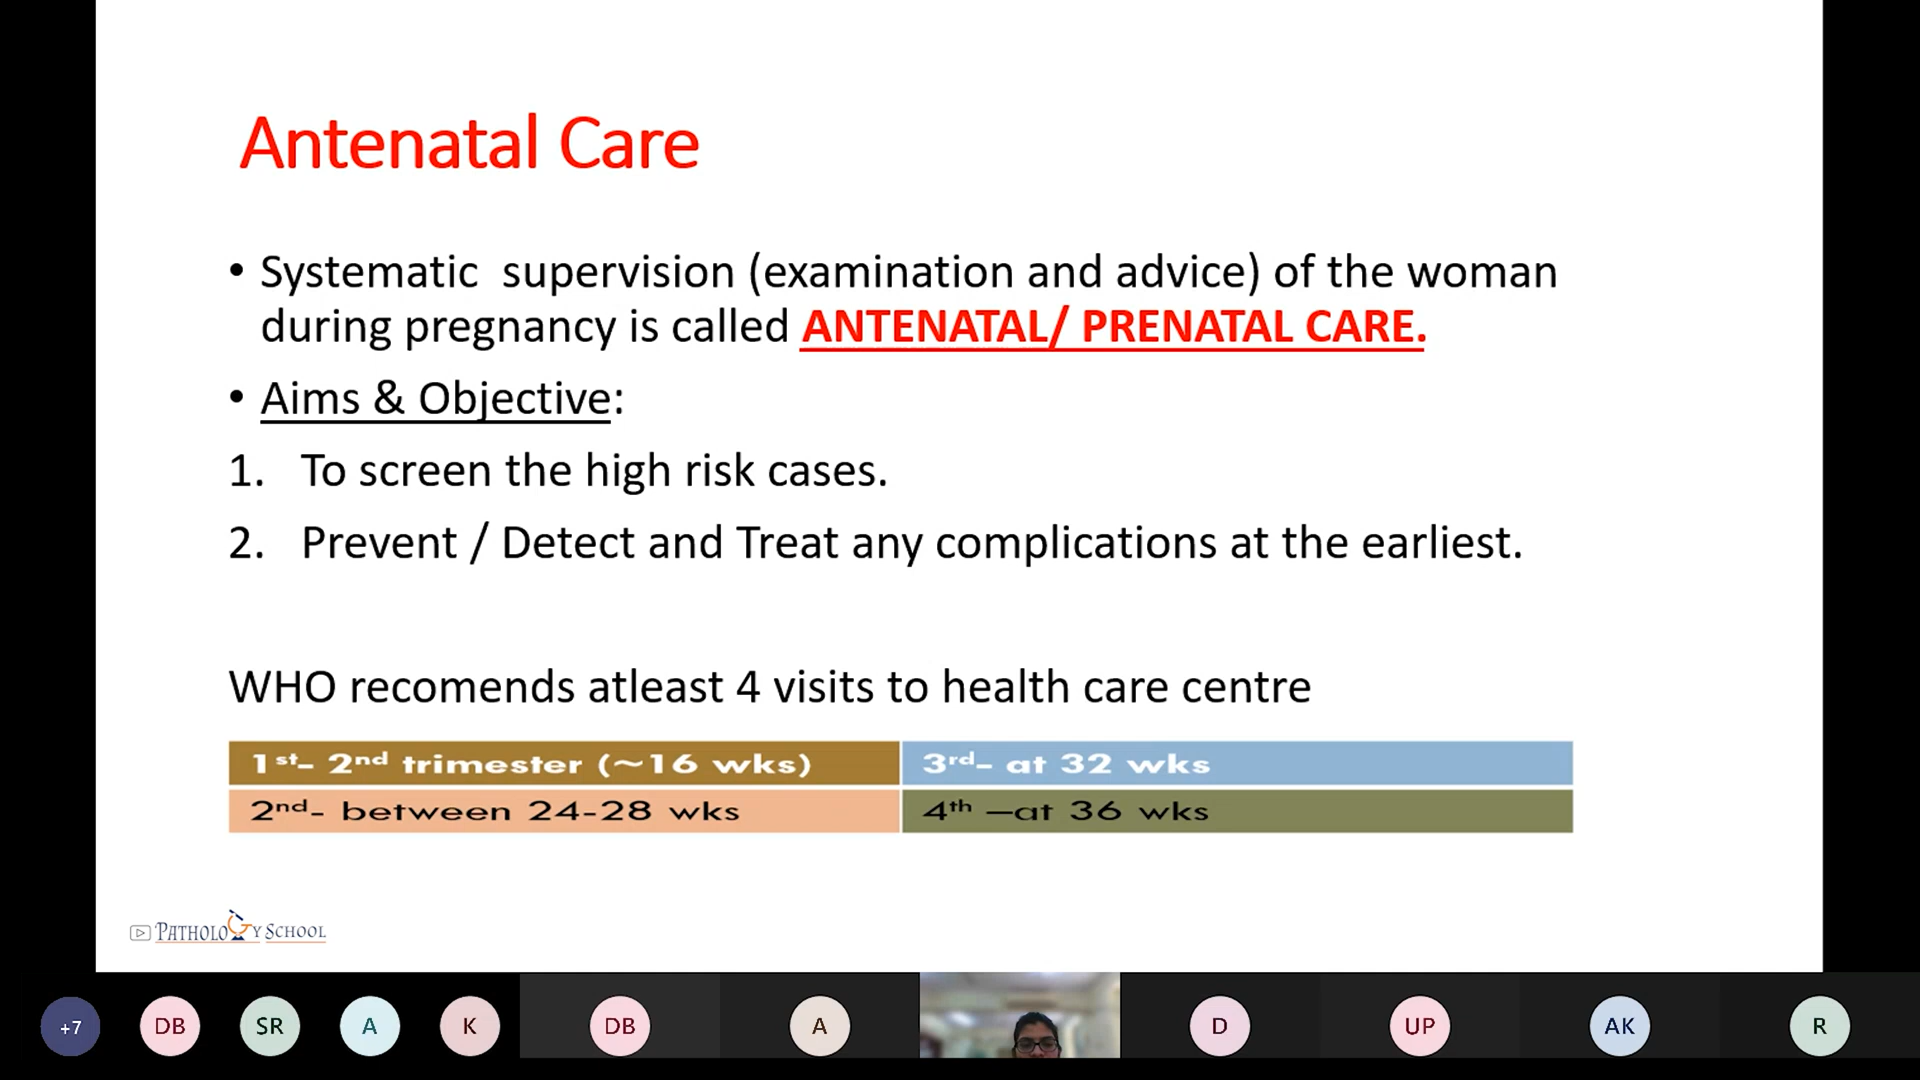 Antenatal Care
• Systematic supervision (examination and advice) of the woman
during pregnancy is called ANTENATAL/ PRENATAL CARE.
• Aims & Objective:
1. To screen the high risk cases.
2. Prevent / Detect and Treat any complications at the earliest.
WHO recomends atleast 4 visits to health care centre
1st- 2nd trimester (~16 wks)
3rd- at 32 wks
2nd- between 24-28 wks
4th –at 36 wks
PATHOLOGY SCHOOL
+7 DB SR A K DB A D UP AK R